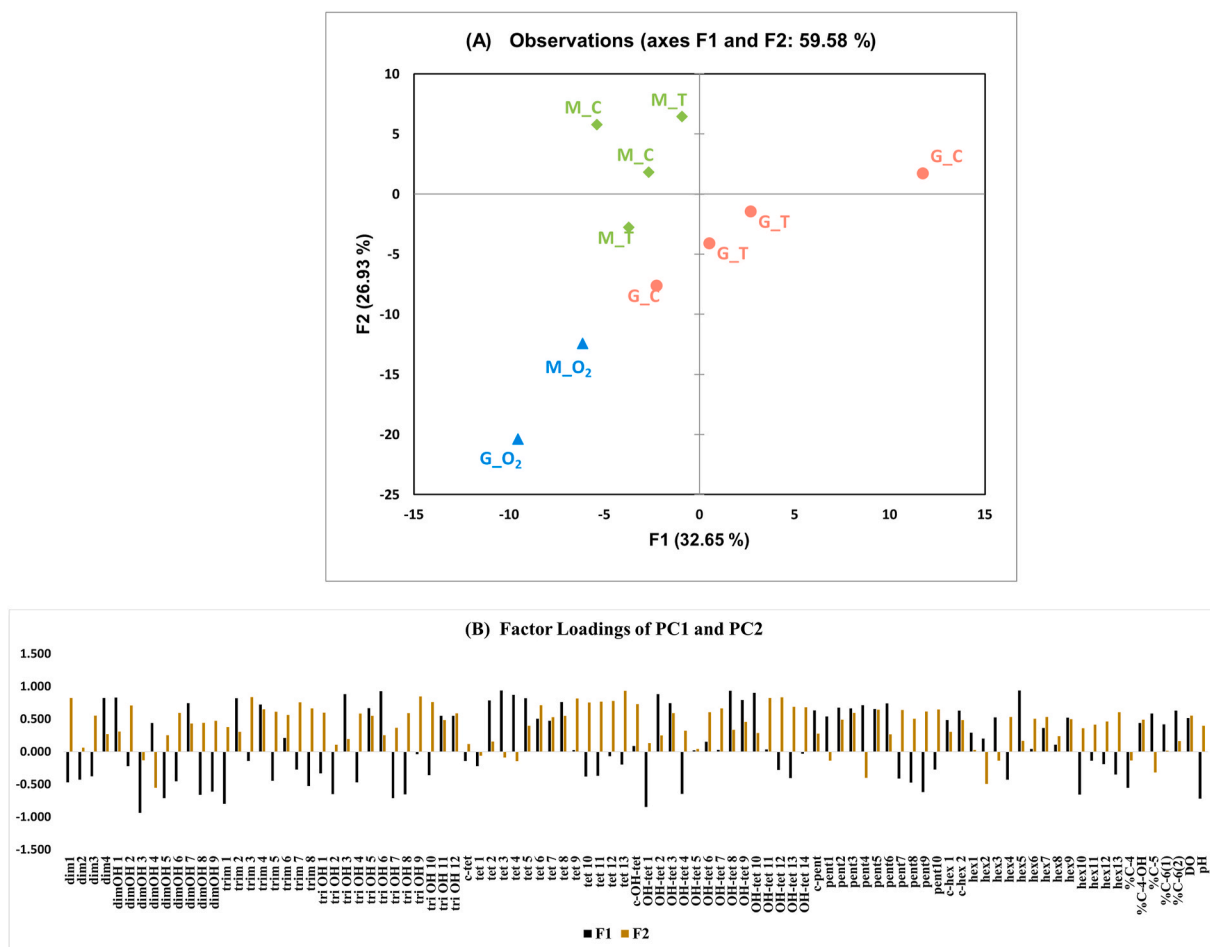 (A) Observations (axes F1 and F2: 59.58 %)
10
5
0
-5
-10
-15
-20
-25
F2 (26.93 %)
M_C
M_T
M_C
G_C
M_T
G_T
G_T
G_C
M_O₂
G_O₂
-15
-10
-5
0
5
10
15
F1 (32.65 %)
(B) Factor Loadings of PC1 and PC2
1.500
1.000
0.500
0.000
-0.500
-1.000
-1.500
dim1
dim2
dim3
dim4
dimOH 1
dimOH 2
dimOH 3
dimOH 4
dimOH 5
dimOH 6
dimOH 7
dimOH 8
dimOH 9
trim 1
trim 2
trim 3
trim 4
trim 5
trim 6
trim 7
trim 8
tri OH 1
tri OH 2
tri OH 3
tri OH 4
tri OH 5
tri OH 6
tri OH 7
tri OH 8
tri OH 9
tri OH 10
tri OH 11
tri OH 12
c-tet
tet 1
tet 2
tet 3
tet 4
tet 5
tet 6
tet 7
tet 8
tet 9
tet 10
tet 11
tet 12
tet 13
c-OH-tet
OH-tet 1
OH-tet 2
OH-tet 3
OH-tet 4
OH-tet 5
OH-tet 6
OH-tet 7
OH-tet 8
OH-tet 9
OH-tet 10
OH-tet 11
OH-tet 12
OH-tet 13
OH-tet 14
c-pent
pent1
pent2
pent3
pent4
pent5
pent6
pent7
pent8
pent9
pent10
c-hex 1
c-hex 2
hex1
hex2
hex3
hex4
hex5
hex6
hex7
hex8
hex9
hex10
hex11
hex12
hex13
%C-4
%C-4-OH
%C-5
%C-6(1)
%C-6(2)
DO
pH
F1 F2